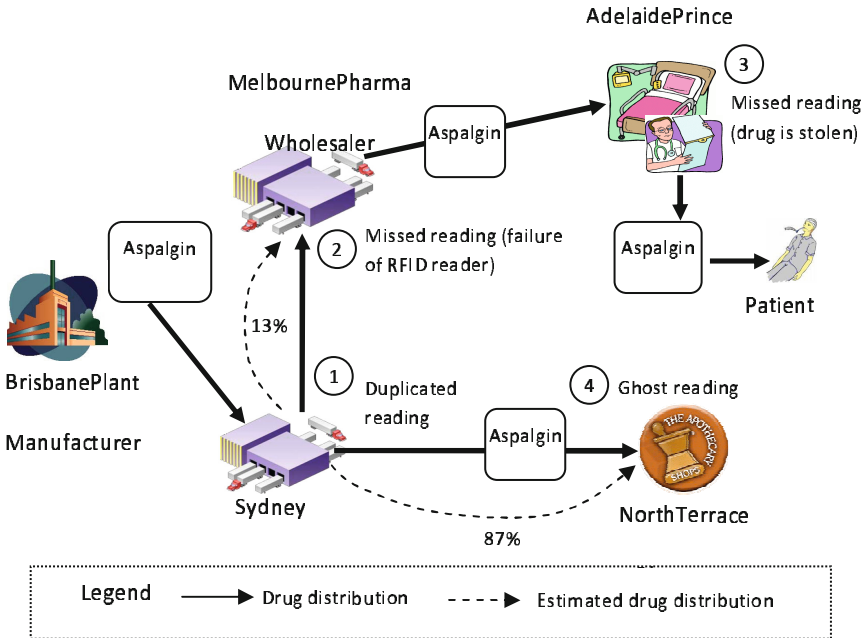 AdelaidePrince
3
MelbournePharma
Missed reading
(drug is stolen)
Wholesaler
Aspalgin
Aspalgin
2
Missed reading (failure
of RFID reader)
Aspalgin
Patient
13%
BrisbanePlant
1
Duplicated
reading
4
Ghost reading
THE APOTHECARY
SHOPS
Manufacturer
Aspalgin
Sydney
NorthTerrace
87%
Legend
Drug distribution
Estimated drug distribution